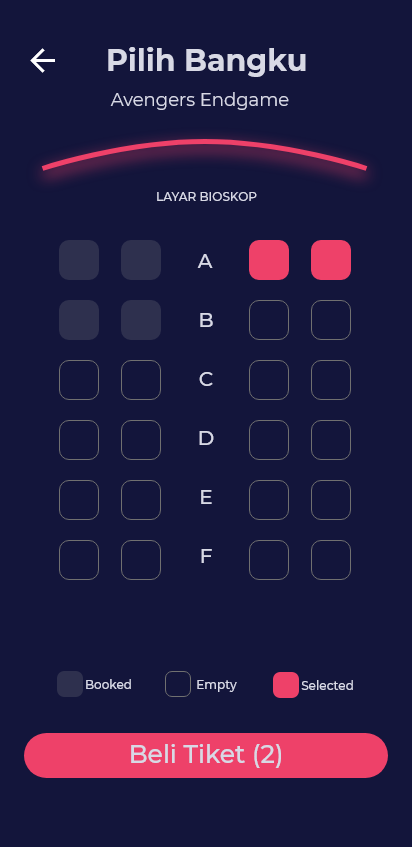 Pilih Bangku
Avengers Endgame
LAYAR BIOSKOP
A
B
C
D
E
F
Booked Empty Selected
Beli Tiket (2)